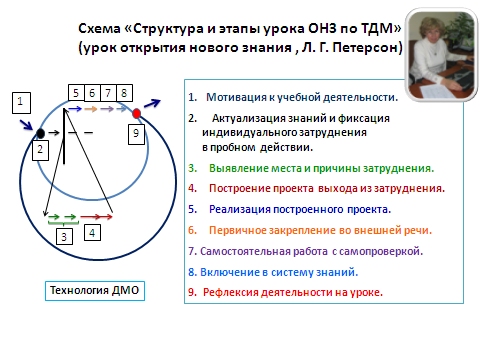 Схема «Структура и этапы урока ОНЗ по ТДМ»
(урок открытия нового знания , Л. Г. Петерсон)
5 6 7 8
1
2
9
3
4
Технология ДМО
1. Мотивация к учебной деятельности.
2. Актуализация знаний и фиксация
индивидуального затруднения
в пробном действии.
3. Выявление места и причины затруднения.
4. Построение проекта выхода из затруднения.
5. Реализация построенного проекта.
6. Первичное закрепление во внешней речи.
7. Самостоятельная работа с самопроверкой.
8. Включение в систему знаний.
9. Рефлексия деятельности на уроке.